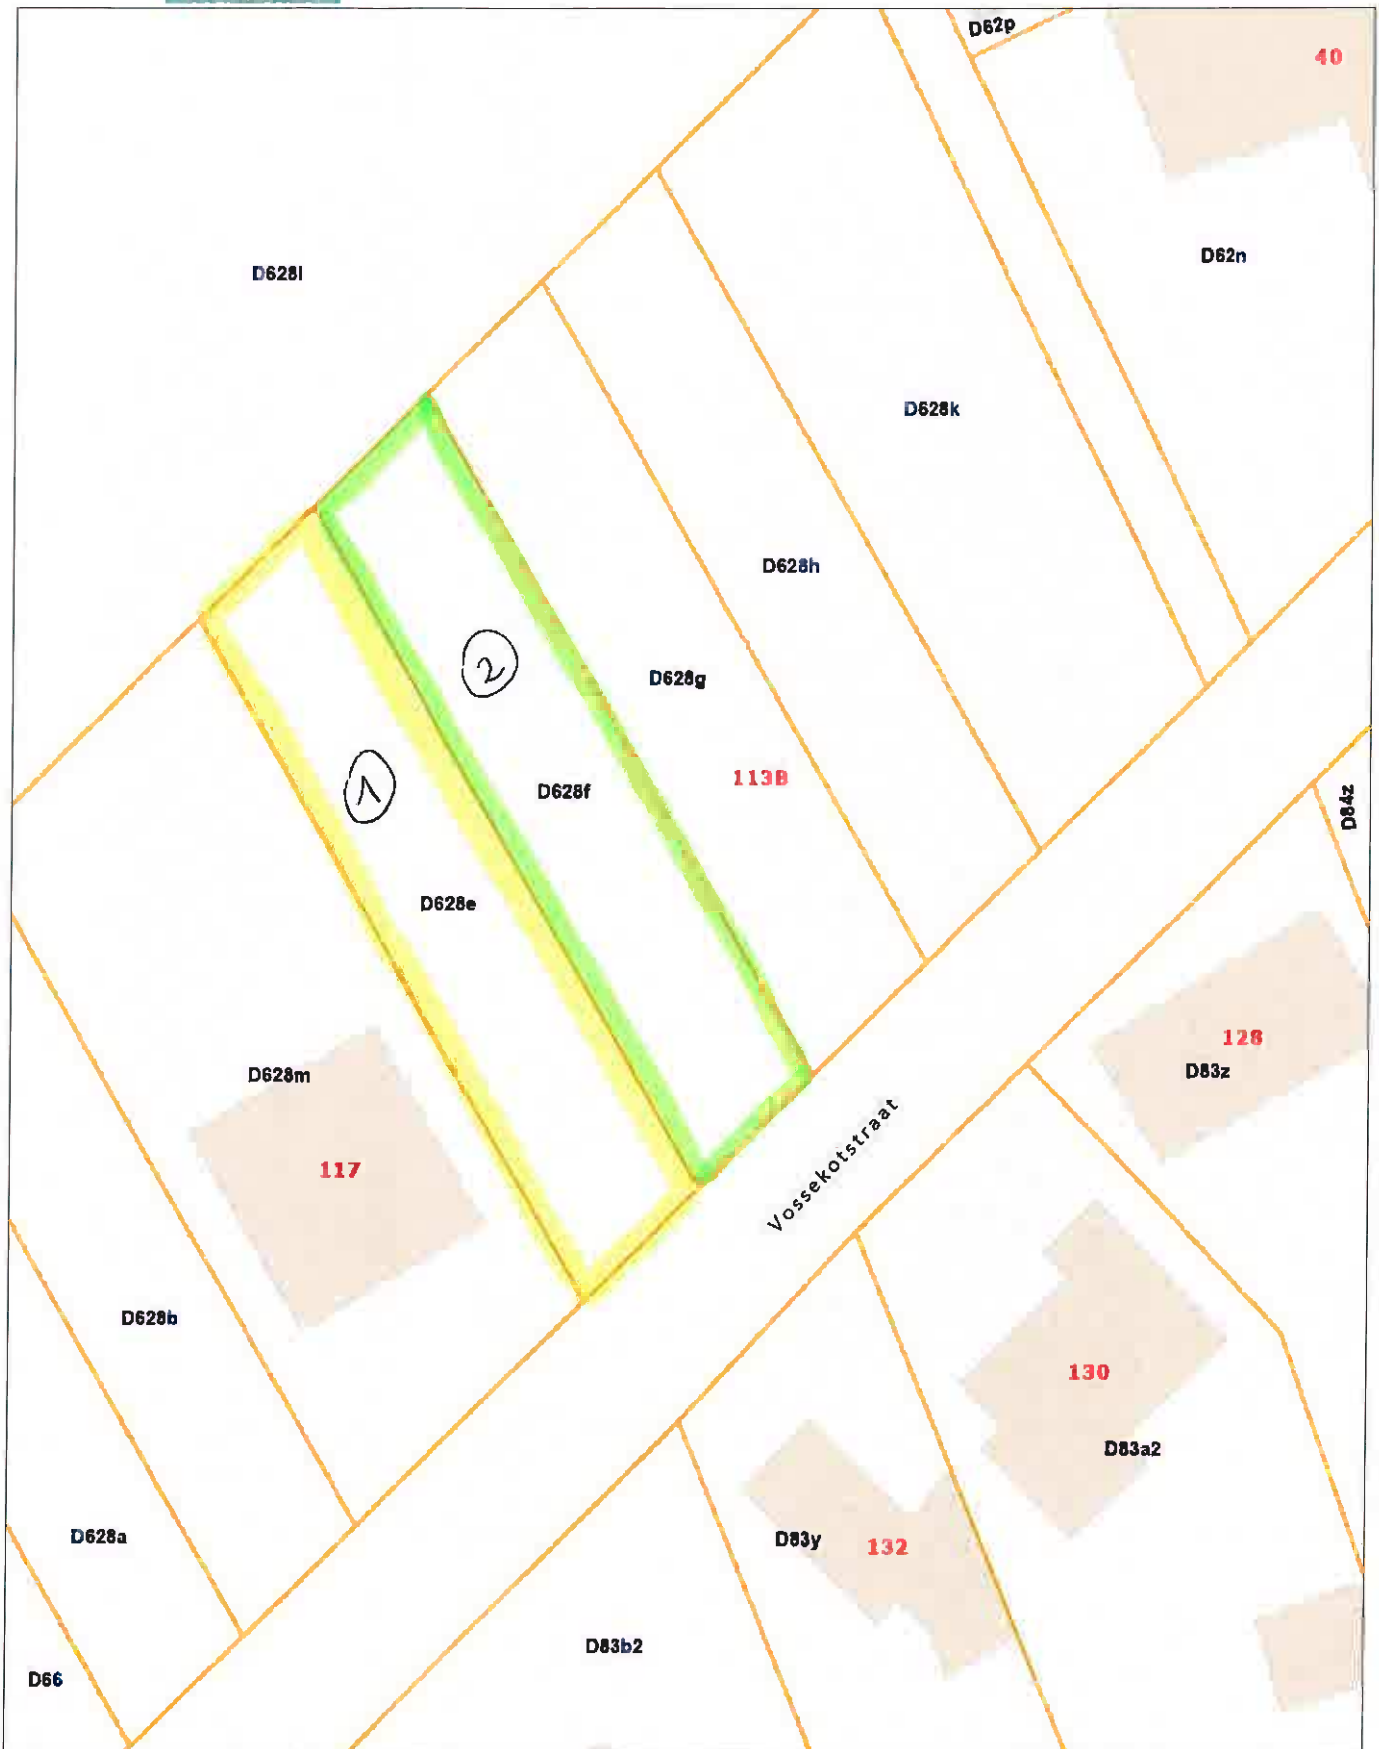 D62p
40
D62n
D628l
D628k
D628h
2
D628g
113B
1
D628f
D84z
D628e
128
D83z
D628m
Vossekotstraat
117
D628b
130
D83a2
D628a
D83y
132
D83b2
D66